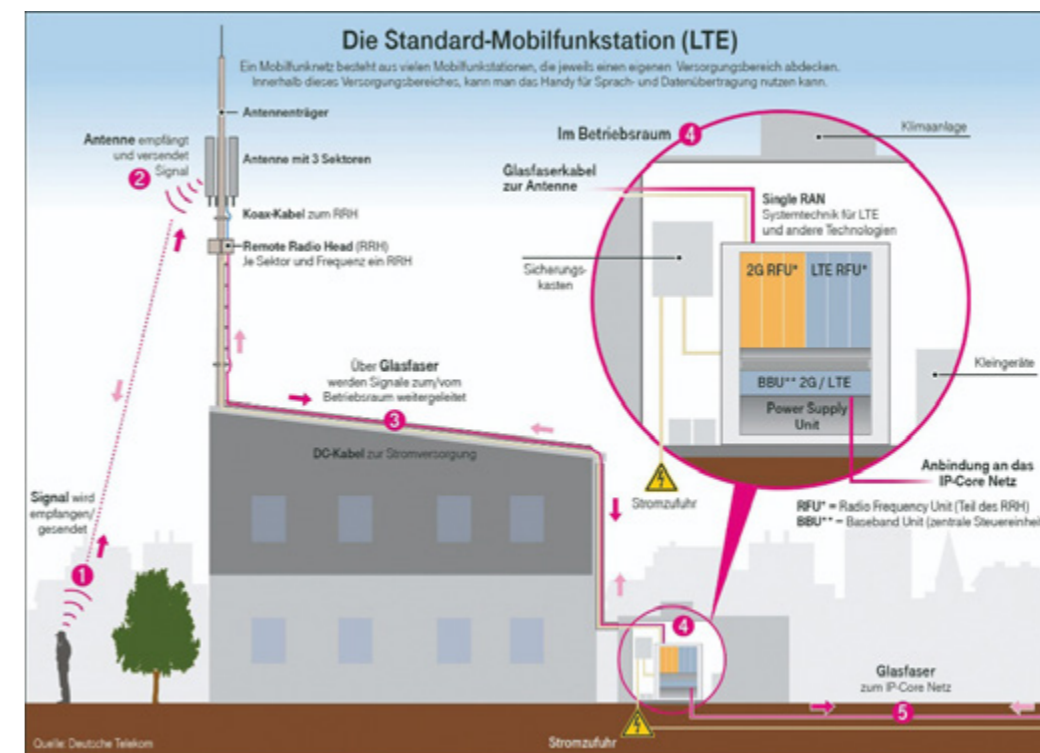 Die Standard-Mobilfunkstation (LTE)
Ein Mobilfunknetz besteht aus vielen Mobilfunkstationen, die jeweils einen eigenen Versorgungsbereich abdecken.
Innerhalb dieses Versorgungsbereiches, kann man das Handy für Sprach- und Datenübertragung nutzen kann.
Antennenträger
Antenne empfängt
und versendet
Signal
2
Antenne mit 3 Sektoren
Koax-Kabel zum RRH
Remote Radio Head (RRH)
Je Sektor und Frequenz ein RRH
Im Betriebsraum 4
Klimaanlage
Glasfaserkabel
zur Antenne
Single RAN
Systemtechnik für LTE
und andere Technologien
Sicherungs-
kasten
2G RFU* LTE RFU*
BBU** 2G / LTE
Power Supply
Unit
Kleingeräte
Stromzufuhr
Anbindung an das
IP-Core Netz
RFU* = Radio Frequency Unit (Teil des RRH)
BBU** = Baseband Unit (zentrale Steuereinhei
Über Glasfaser
werden Signale zum/vom
Betriebsraum weitergeleitet
3
DC-Kabel zur Stromversorgung
Signal wird
empfangen/
gesendet
1
4
Glasfaser
zum IP-Core Netz
5
Stromzufuhr
Quelle: Deutsche Telekom